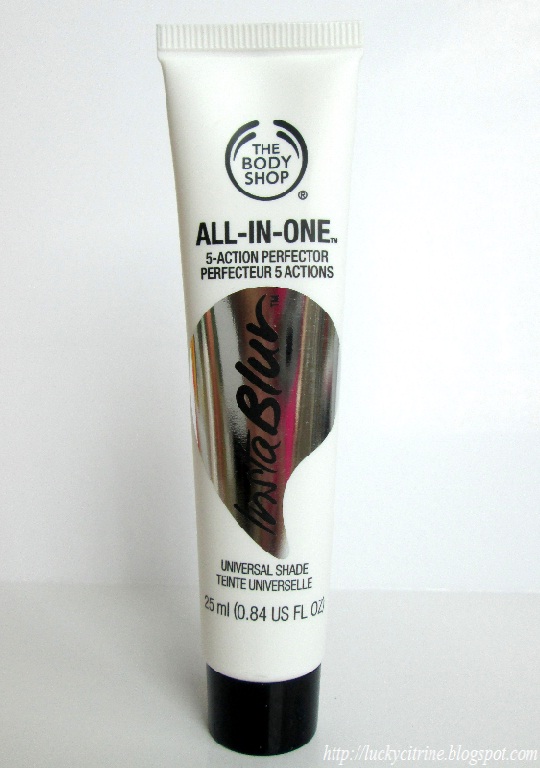 THE
BODY
SHOP
®
ALL-IN-ONE™
5-ACTION PERFECTOR
PERFECTEUR 5 ACTIONS
InstaBlur™
UNIVERSAL SHADE
TEINTE UNIVERSELLE
25 ml (0.84 US FL OZ)
http://luckycitrine.blogspot.com